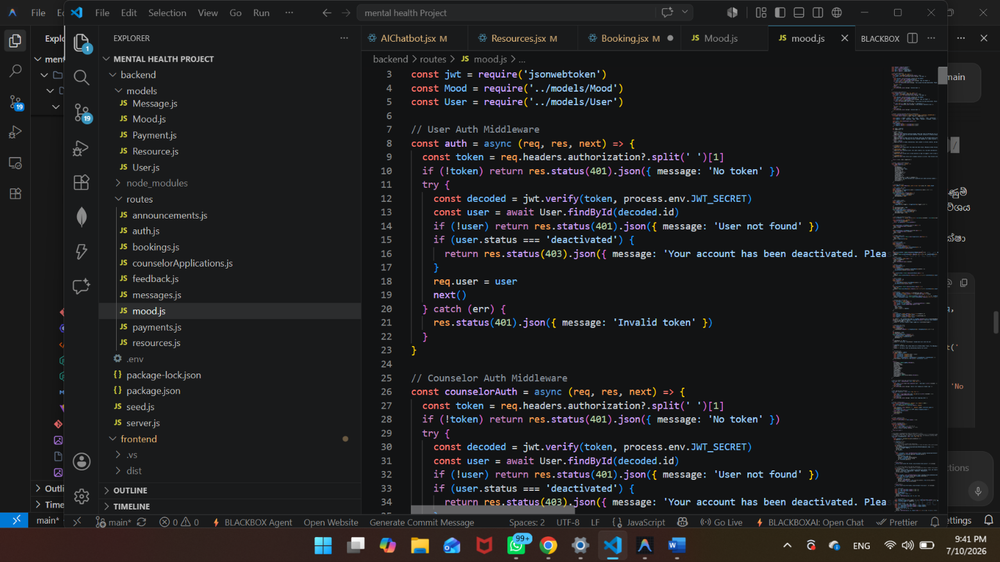 File Edit Selection View Go Run ···
mental health Project
EXPLORER
MENTAL HEALTH PROJECT
backend
models
Message.js
Mood.js
Payment.js
Resource.js
User.js
node_modules
routes
announcements.js
auth.js
bookings.js
counselorApplications.js
feedback.js
messages.js
mood.js
payments.js
resources.js
.env
package-lock.json
package.json
seed.js
server.js
frontend
.vs
dist
OUTLINE
TIMELINE
1
19
File
19
main*
AIChatbot.jsx M
Resources.jsx M
Booking.jsx M
JS Mood.js
JS mood.js
BLACKBOX
backend > routes > JS mood.js > ...
3 const jwt = require('jsonwebtoken')
4 const Mood = require('../models/Mood')
5 const User = require('../models/User')
6
7 // User Auth Middleware
8 const auth = async (req, res, next) => {
9 const token = req.headers.authorization?.split(' ')[1]
10 if (!token) return res.status(401).json({ message: 'No token' })
11 try {
12 const decoded = jwt.verify(token, process.env.JWT_SECRET)
13 const user = await User.findById(decoded.id)
14 if (!user) return res.status(401).json({ message: 'User not found' })
15 if (user.status === 'deactivated') {
16 return res.status(403).json({ message: 'Your account has been deactivated. Plea
17 }
18 req.user = user
19 next()
20 } catch (err) {
21 res.status(401).json({ message: 'Invalid token' })
22 }
23 }
24
25 // Counselor Auth Middleware
26 const counselorAuth = async (req, res, next) => {
27 const token = req.headers.authorization?.split(' ')[1]
28 if (!token) return res.status(401).json({ message: 'No token' })
29 try {
30 const decoded = jwt.verify(token, process.env.JWT_SECRET)
31 const user = await User.findById(decoded.id)
32 if (!user) return res.status(401).json({ message: 'User not found' })
33 if (user.status === 'deactivated') {
34 return res.status(403).json({ message: 'Your account has been deactivated. Plea
main* 0 0 BLACKBOX Agent Open Website Generate Commit Message Spaces: 2 UTF-8 LF {} JavaScript Go Live BLACKBOXAI: Open Chat Prettier
99+
ENG
9:41 PM
7/10/2026